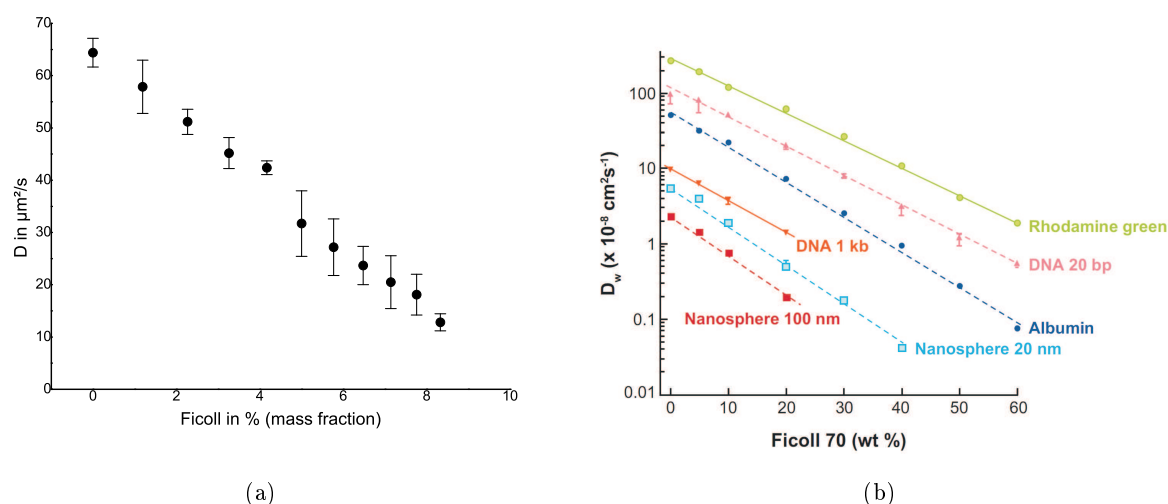 70
60
50
40
30
20
10
0
D in µm²/s
0 2 4 6 8 10
Ficoll in % (mass fraction)
(a)
100
10
1
0.1
0.01
D_w (x 10⁻⁸ cm²s⁻¹)
Rhodamine green
DNA 1 kb
DNA 20 bp
Nanosphere 100 nm
Albumin
Nanosphere 20 nm
0 10 20 30 40 50 60
Ficoll 70 (wt %)
(b)